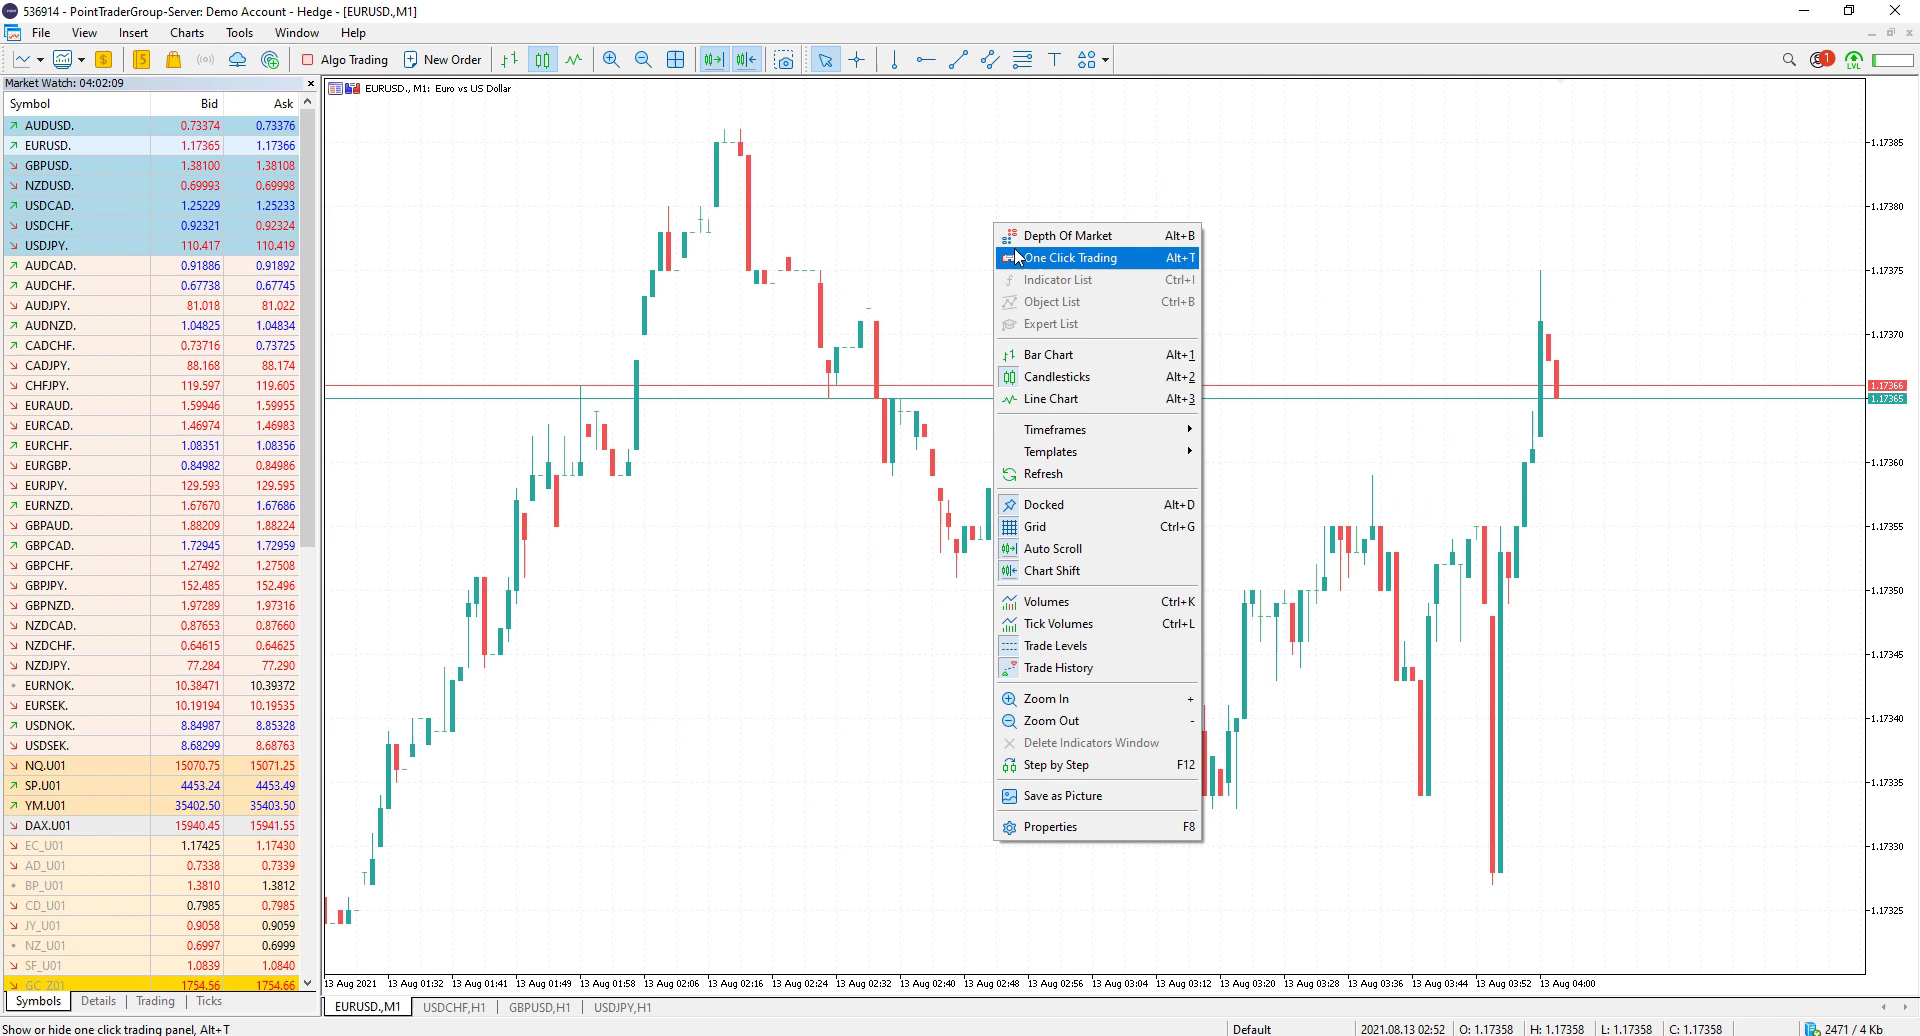 536914 - PointTraderGroup-Server: Demo Account - Hedge - [EURUSD.,M1]
File View Insert Charts Tools Window Help
Algo Trading New Order 1 LVL
Market Watch: 04:02:09
Symbol Bid Ask
AUDUSD. 0.73374 0.73376
EURUSD. 1.17365 1.17366
GBPUSD. 1.38100 1.38108
NZDUSD. 0.69993 0.69998
USDCAD. 1.25229 1.25233
USDCHF. 0.92321 0.92324
USDJPY. 110.417 110.419
AUDCAD. 0.91886 0.91892
AUDCHF. 0.67738 0.67745
AUDJPY. 81.018 81.022
AUDNZD. 1.04825 1.04834
CADCHF. 0.73716 0.73725
CADJPY. 88.168 88.174
CHFJPY. 119.597 119.605
EURAUD. 1.59946 1.59955
EURCAD. 1.46974 1.46983
EURCHF. 1.08351 1.08356
EURGBP. 0.84982 0.84986
EURJPY. 129.593 129.595
EURNZD. 1.67670 1.67686
GBPAUD. 1.88209 1.88224
GBPCAD. 1.72945 1.72959
GBPCHF. 1.27492 1.27508
GBPJPY. 152.485 152.496
GBPNZD. 1.97289 1.97316
NZDCAD. 0.87653 0.87660
NZDCHF. 0.64615 0.64625
NZDJPY. 77.284 77.290
EURNOK. 10.38471 10.39372
EURSEK. 10.19194 10.19535
USDNOK. 8.84987 8.85328
USDSEK. 8.68299 8.68763
NQ.U01 15070.75 15071.25
SP.U01 4453.24 4453.49
YM.U01 35402.50 35403.50
DAX.U01 15940.45 15941.55
EC_U01 1.17425 1.17430
AD_U01 0.7338 0.7339
BP_U01 1.3810 1.3812
CD_U01 0.7985 0.7985
JY_U01 0.9058 0.9059
NZ_U01 0.6997 0.6999
SF_U01 1.0839 1.0840
GC_Z01 1754.56 1754.66
Symbols Details Trading Ticks
EURUSD., M1: Euro vs US Dollar
Depth Of Market Alt+B
One Click Trading Alt+T
Indicator List Ctrl+I
Object List Ctrl+B
Expert List
Bar Chart Alt+1
Candlesticks Alt+2
Line Chart Alt+3
Timeframes
Templates
Refresh
Docked Alt+D
Grid Ctrl+G
Auto Scroll
Chart Shift
Volumes Ctrl+K
Tick Volumes Ctrl+L
Trade Levels
Trade History
Zoom In +
Zoom Out -
Delete Indicators Window
Step by Step F12
Save as Picture
Properties F8
1.17385
1.17380
1.17375
1.17370
1.17366
1.17365
1.17360
1.17355
1.17350
1.17345
1.17340
1.17335
1.17330
1.17325
13 Aug 2021 13 Aug 01:32 13 Aug 01:41 13 Aug 01:49 13 Aug 01:58 13 Aug 02:06 13 Aug 02:16 13 Aug 02:24 13 Aug 02:32 13 Aug 02:40 13 Aug 02:48 13 Aug 02:56 13 Aug 03:04 13 Aug 03:12 13 Aug 03:20 13 Aug 03:28 13 Aug 03:36 13 Aug 03:44 13 Aug 03:52 13 Aug 04:00
EURUSD.,M1 USDCHF,H1 GBPUSD,H1 USDJPY,H1
Show or hide one click trading panel, Alt+T Default 2021.08.13 02:52 O: 1.17358 H: 1.17358 L: 1.17358 C: 1.17358 2471 / 4 Kb